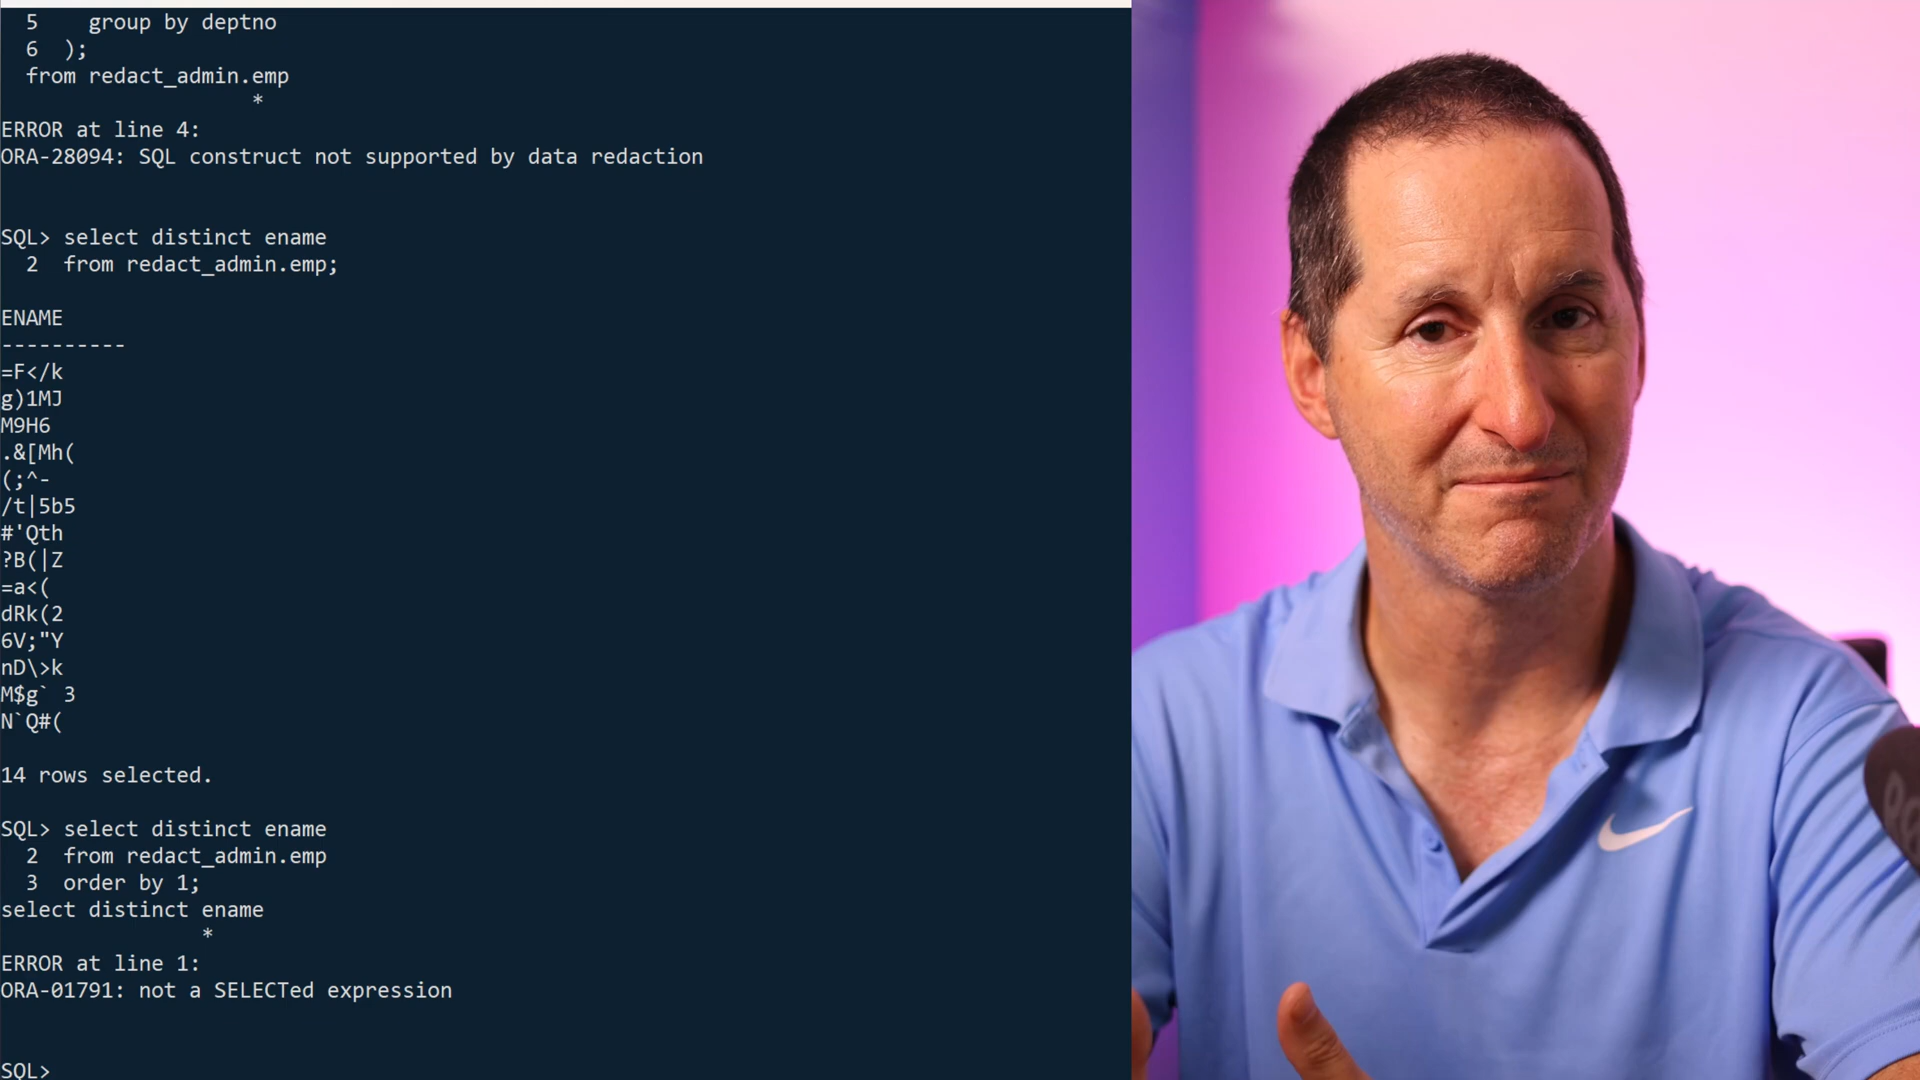 5    group by deptno
6  );
from redact_admin.emp
*
ERROR at line 4:
ORA-28094: SQL construct not supported by data redaction
SQL> select distinct ename
2  from redact_admin.emp;
ENAME
----------
=F</k
g)1MJ
M9H6
.&[Mh(
(;^-
/t|5b5
#'Qth
?B(|Z
=a<(
dRk(2
6V;"Y
nD\>k
M$g` 3
N`Q#(
14 rows selected.
SQL> select distinct ename
2  from redact_admin.emp
3  order by 1;
select distinct ename
*
ERROR at line 1:
ORA-01791: not a SELECTed expression
SQL>